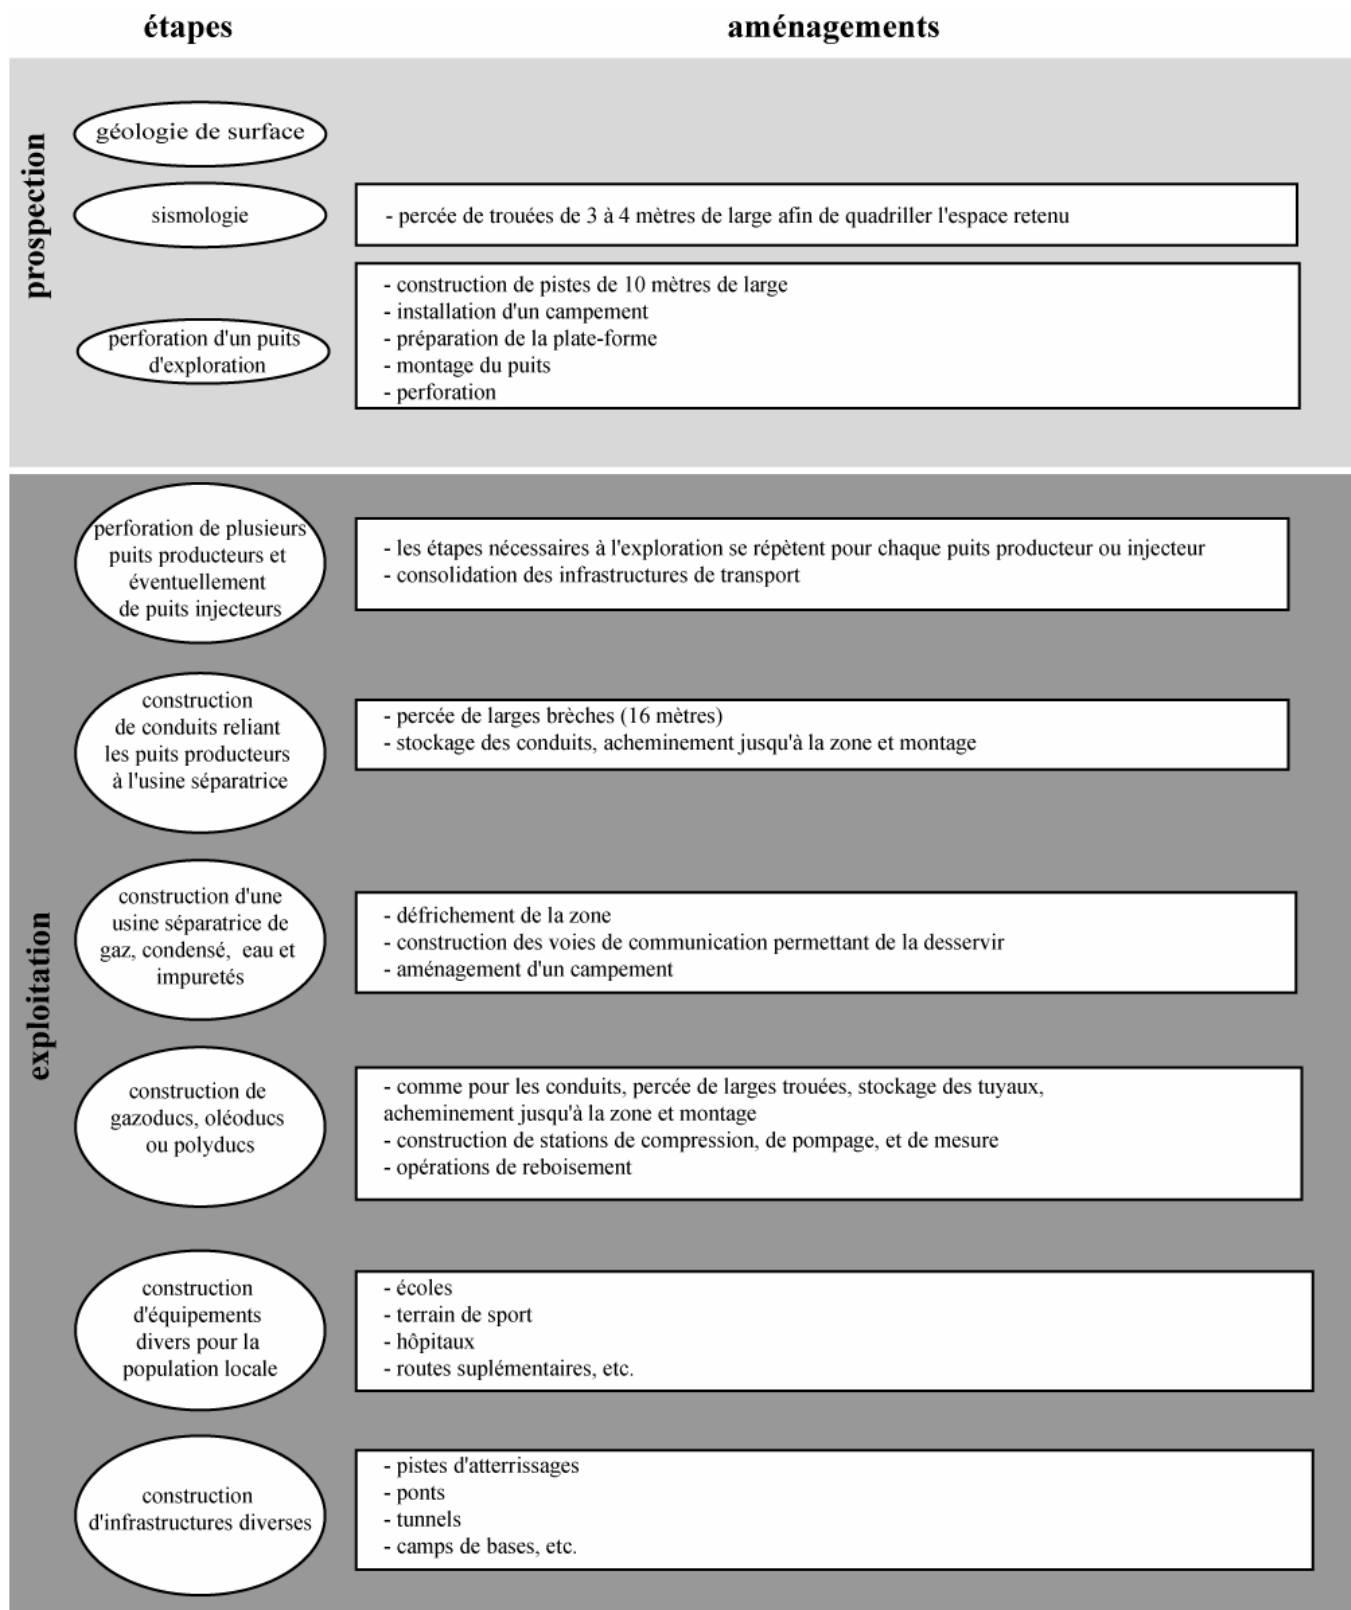 étapes
aménagements
prospection
géologie de surface
sismologie
- percée de trouées de 3 à 4 mètres de large afin de quadriller l'espace retenu
perforation d'un puits
d'exploration
- construction de pistes de 10 mètres de large
- installation d'un campement
- préparation de la plate-forme
- montage du puits
- perforation
exploitation
perforation de plusieurs
puits producteurs et
éventuellement
de puits injecteurs
- les étapes nécessaires à l'exploration se répètent pour chaque puits producteur ou injecteur
- consolidation des infrastructures de transport
construction
de conduits reliant
les puits producteurs
à l'usine séparatrice
- percée de larges brèches (16 mètres)
- stockage des conduits, acheminement jusqu'à la zone et montage
construction d'une
usine séparatrice de
gaz, condensé, eau et
impuretés
- défrichement de la zone
- construction des voies de communication permettant de la desservir
- aménagement d'un campement
construction de
gazoducs, oléoducs
ou polyducs
- comme pour les conduits, percée de larges trouées, stockage des tuyaux,
acheminement jusqu'à la zone et montage
- construction de stations de compression, de pompage, et de mesure
- opérations de reboisement
construction
d'équipements
divers pour la
population locale
- écoles
- terrain de sport
- hôpitaux
- routes suplémentaires, etc.
construction
d'infrastructures diverses
- pistes d'atterrissages
- ponts
- tunnels
- camps de bases, etc.